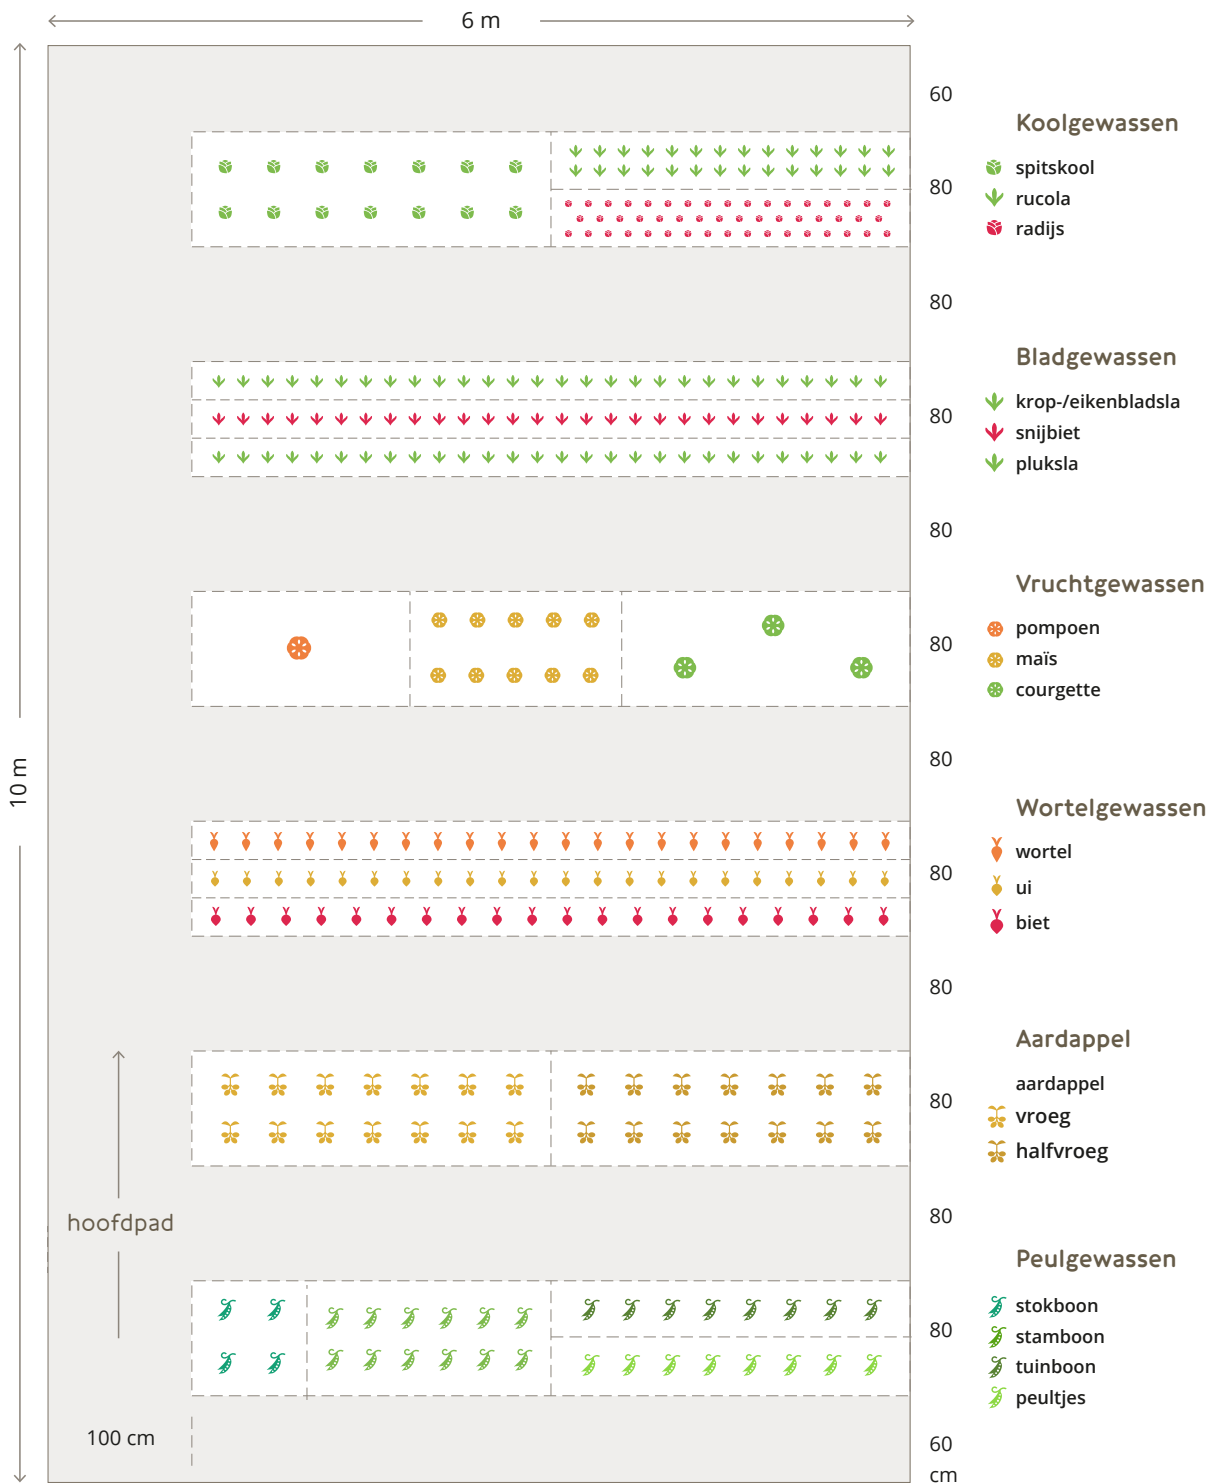 6 m
10 m
60
80
80
80
80
80
80
80
80
80
80
80
60
cm
Koolgewassen
spitskool
rucola
radijs
Bladgewassen
krop-/eikenbladsla
snijbiet
pluksla
Vruchtgewassen
pompoen
maïs
courgette
Wortelgewassen
wortel
ui
biet
Aardappel
aardappel
vroeg
halfvroeg
Peulgewassen
stokboon
stamboon
tuinboon
peultjes
hoofdpad
100 cm